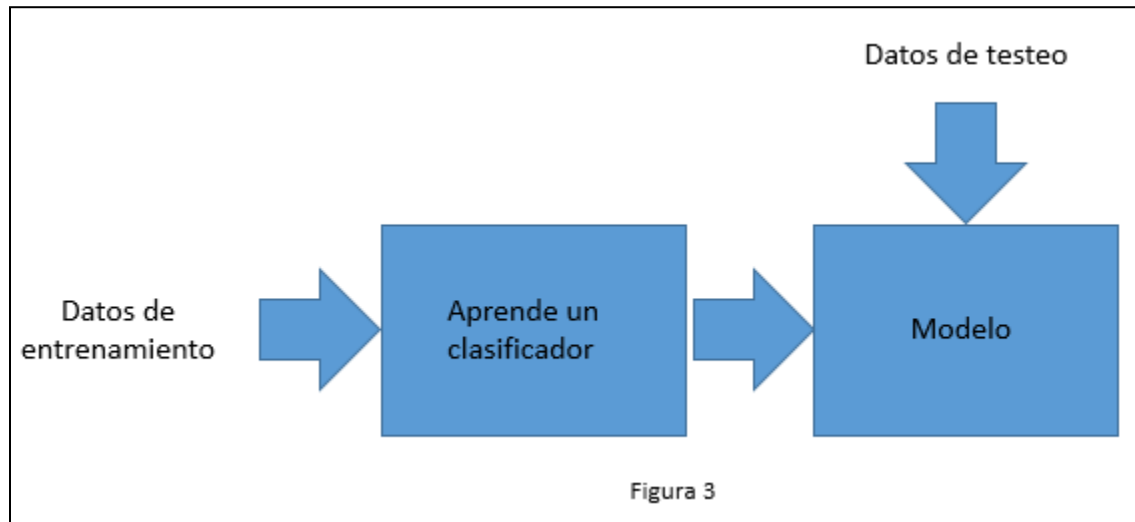 Datos de testeo
Datos de
entrenamiento
Aprende un
clasificador
Modelo
Figura 3